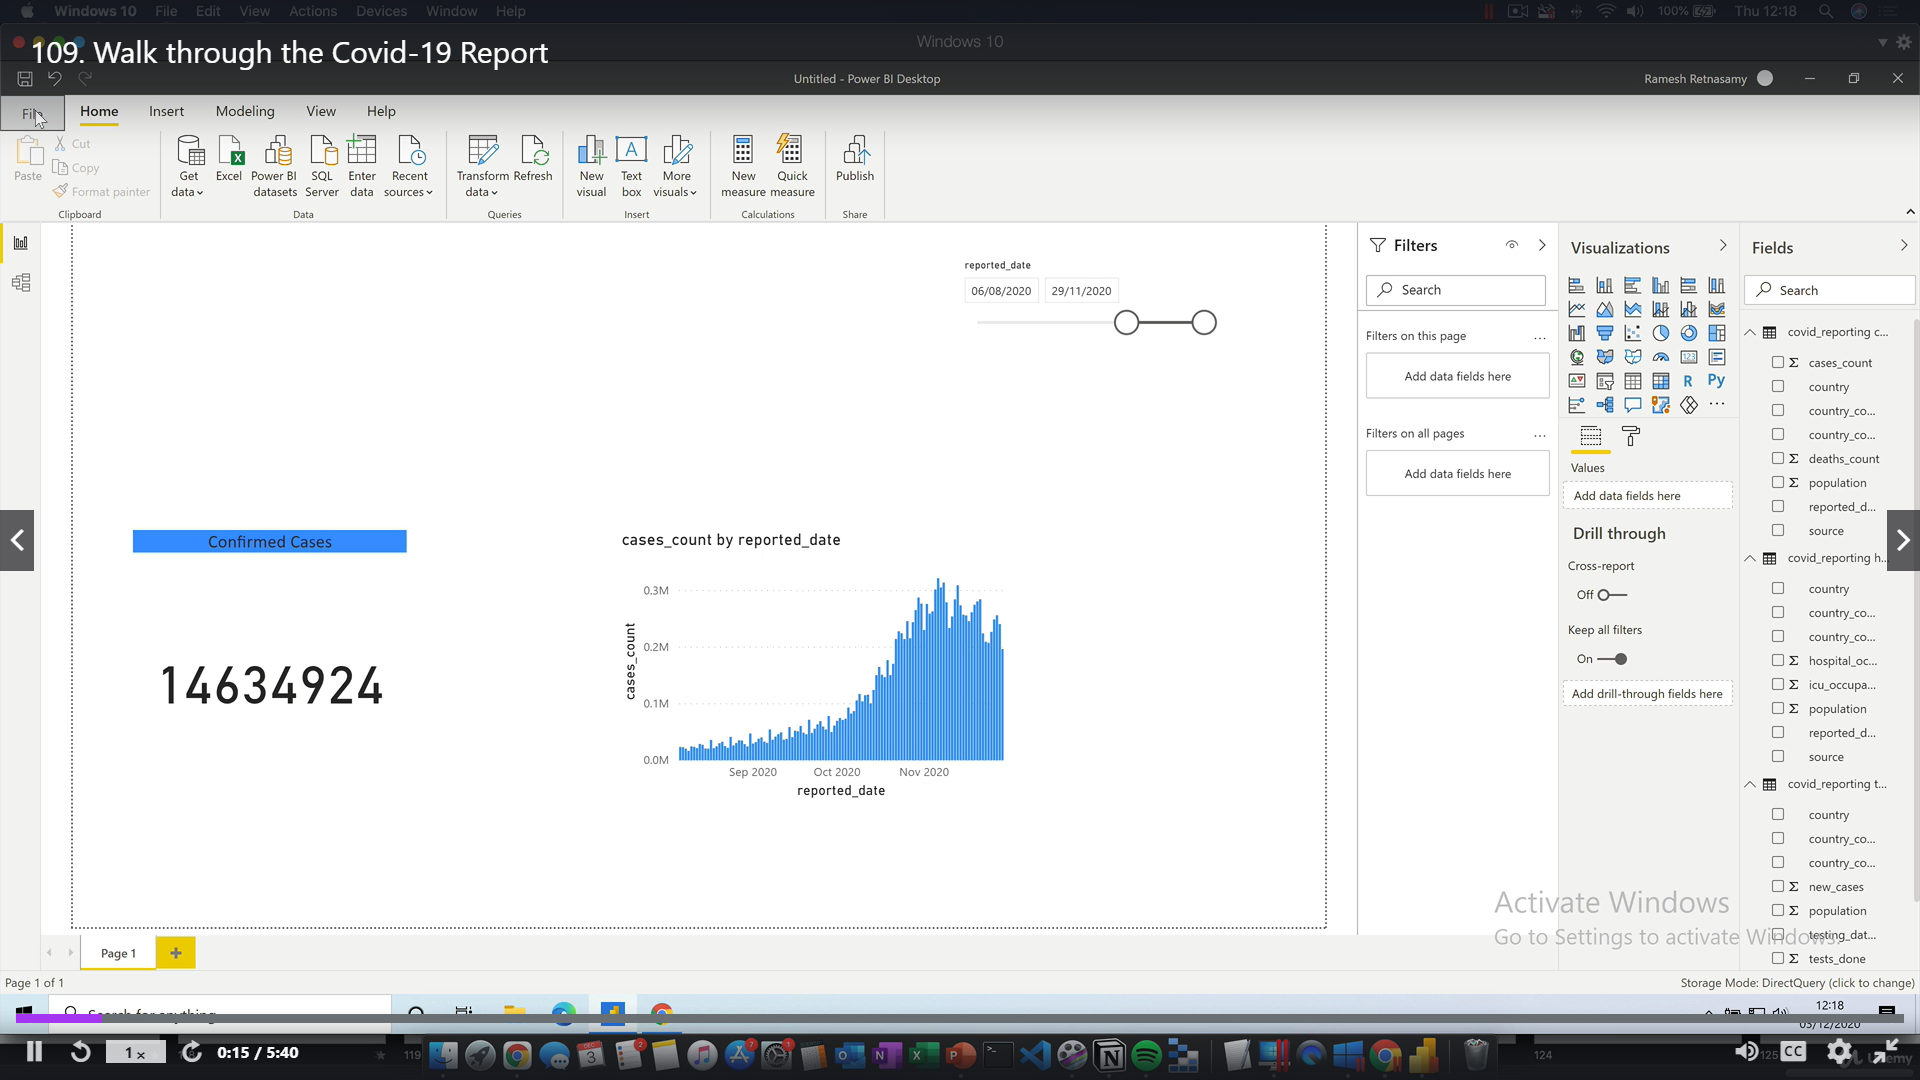 Windows 10 File Edit View Actions Devices Window Help 100% Thu 12:18
Windows 10
109. Walk through the Covid-19 Report
Untitled - Power BI Desktop Ramesh Retnasamy
File Home Insert Modeling View Help
Paste Cut Copy Format painter
Clipboard
Get data Excel Power BI datasets SQL Server Enter data Recent sources
Data
Transform data Refresh
Queries
New visual Text box More visuals
Insert
New measure Quick measure
Calculations
Publish
Share
reported_date
06/08/2020 29/11/2020
Confirmed Cases
14634924
cases_count by reported_date
0.3M
0.2M
0.1M
0.0M
cases_count
Sep 2020 Oct 2020 Nov 2020
reported_date
Filters
Search
Filters on this page ...
Add data fields here
Filters on all pages ...
Add data fields here
Visualizations
R Py
...
Values
Add data fields here
Drill through
Cross-report
Off
Keep all filters
On
Add drill-through fields here
Fields
Search
covid_reporting c...
Σ cases_count
country
country_co...
country_co...
Σ deaths_count
Σ population
reported_d...
source
covid_reporting h...
country
country_co...
country_co...
Σ hospital_oc...
Σ icu_occupa...
Σ population
reported_d...
source
covid_reporting t...
country
country_co...
country_co...
Σ new_cases
Σ population
testing_dat...
Σ tests_done
Activate Windows
Go to Settings to activate Windows.
Page 1
Page 1 of 1
Storage Mode: DirectQuery (click to change)
Search for anything
12:18
03/12/2020
1 x 0:15 / 5:40
119
124
125
CC
Udemy